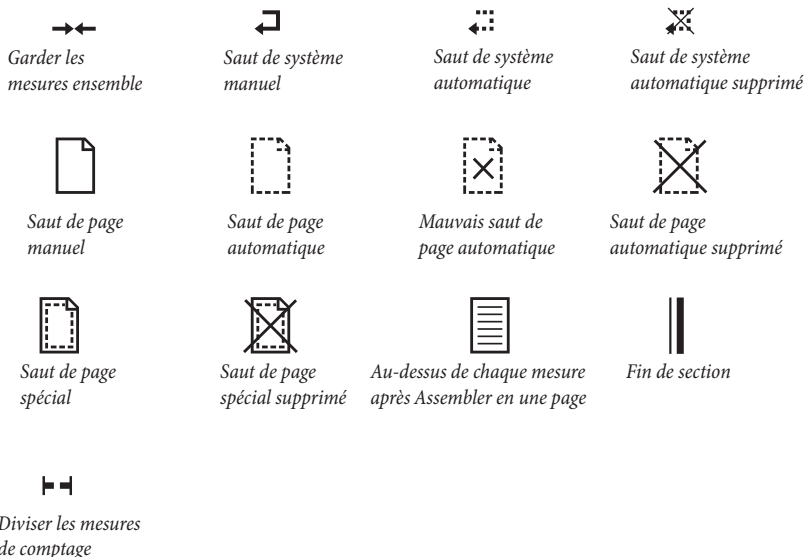 Garder les
mesures ensemble
Saut de système
manuel
Saut de système
automatique
Saut de système
automatique supprimé
Saut de page
manuel
Saut de page
automatique
Mauvais saut de
page automatique
Saut de page
automatique supprimé
Saut de page
spécial
Saut de page
spécial supprimé
Au-dessus de chaque mesure
après Assembler en une page
Fin de section
Diviser les mesures
de comptage